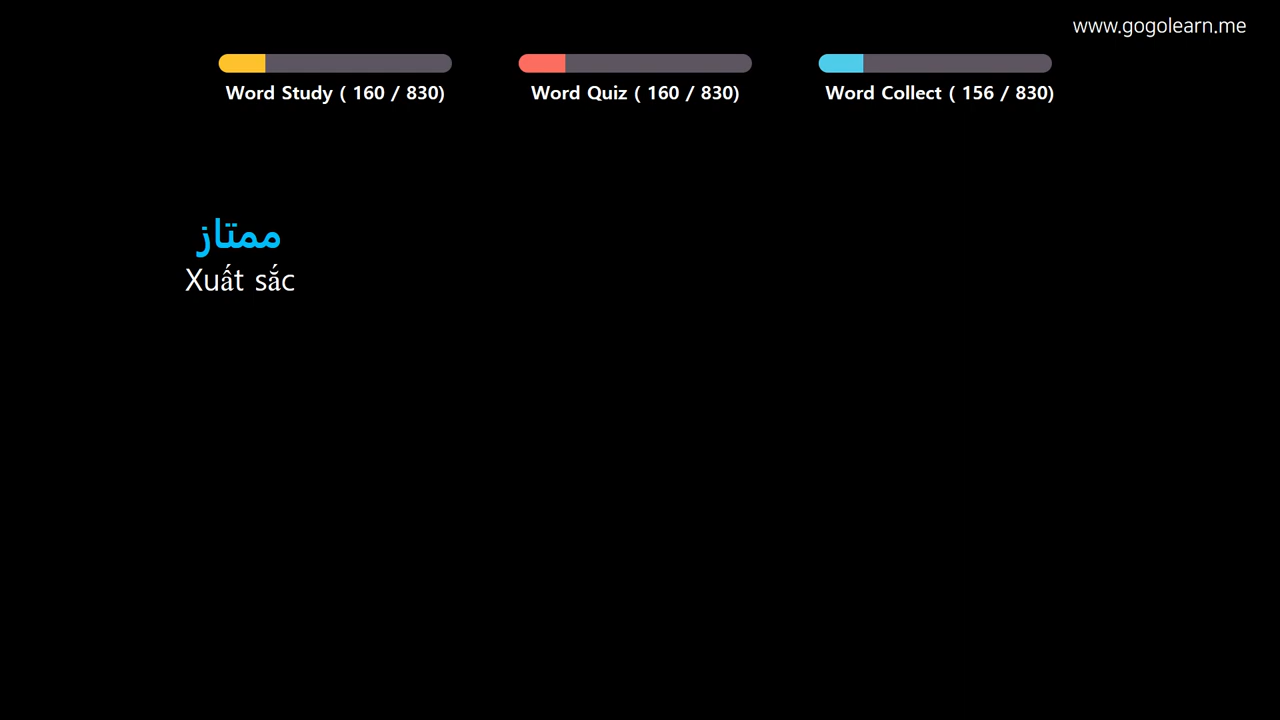 www.gogolearn.me
Word Study ( 160 / 830)
Word Quiz ( 160 / 830)
Word Collect ( 156 / 830)
ممتاز
Xuất sắc